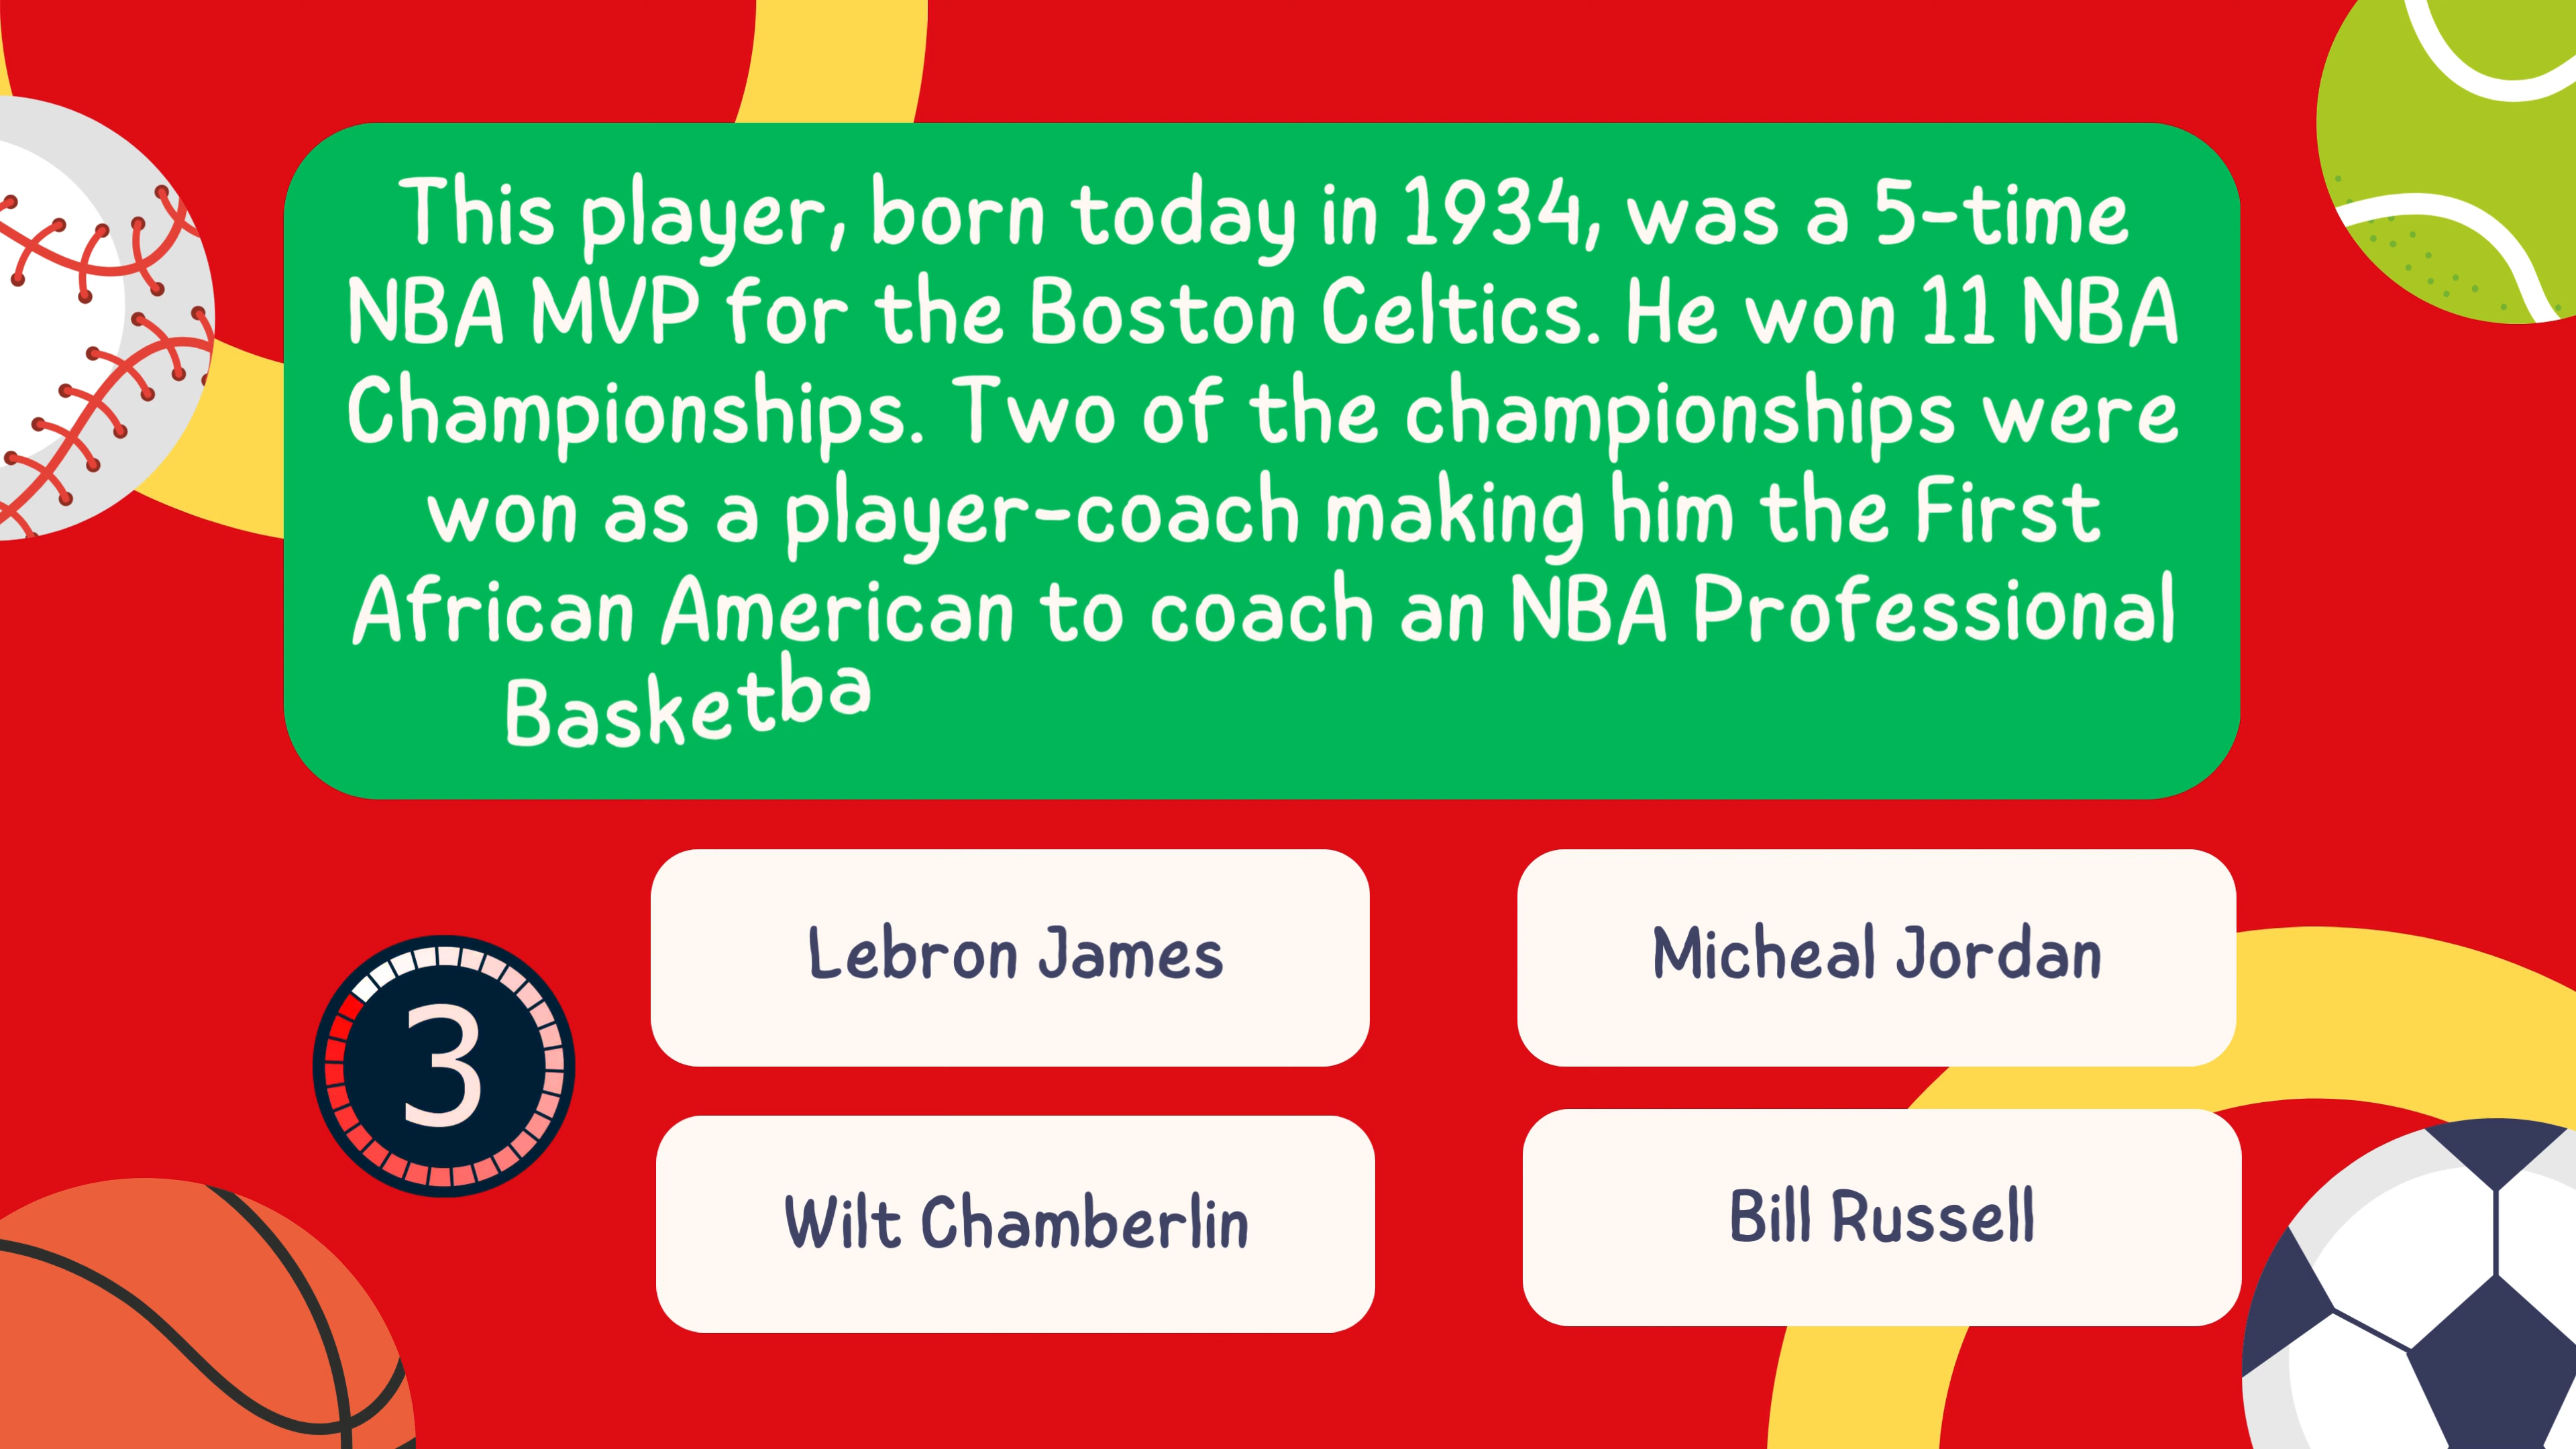 This player, born today in 1934, was a 5-time
NBA MVP for the Boston Celtics. He won 11 NBA
Championships. Two of the championships were
won as a player-coach making him the First
African American to coach an NBA Professional
Basketba
Lebron James
Micheal Jordan
3
Wilt Chamberlin
Bill Russell